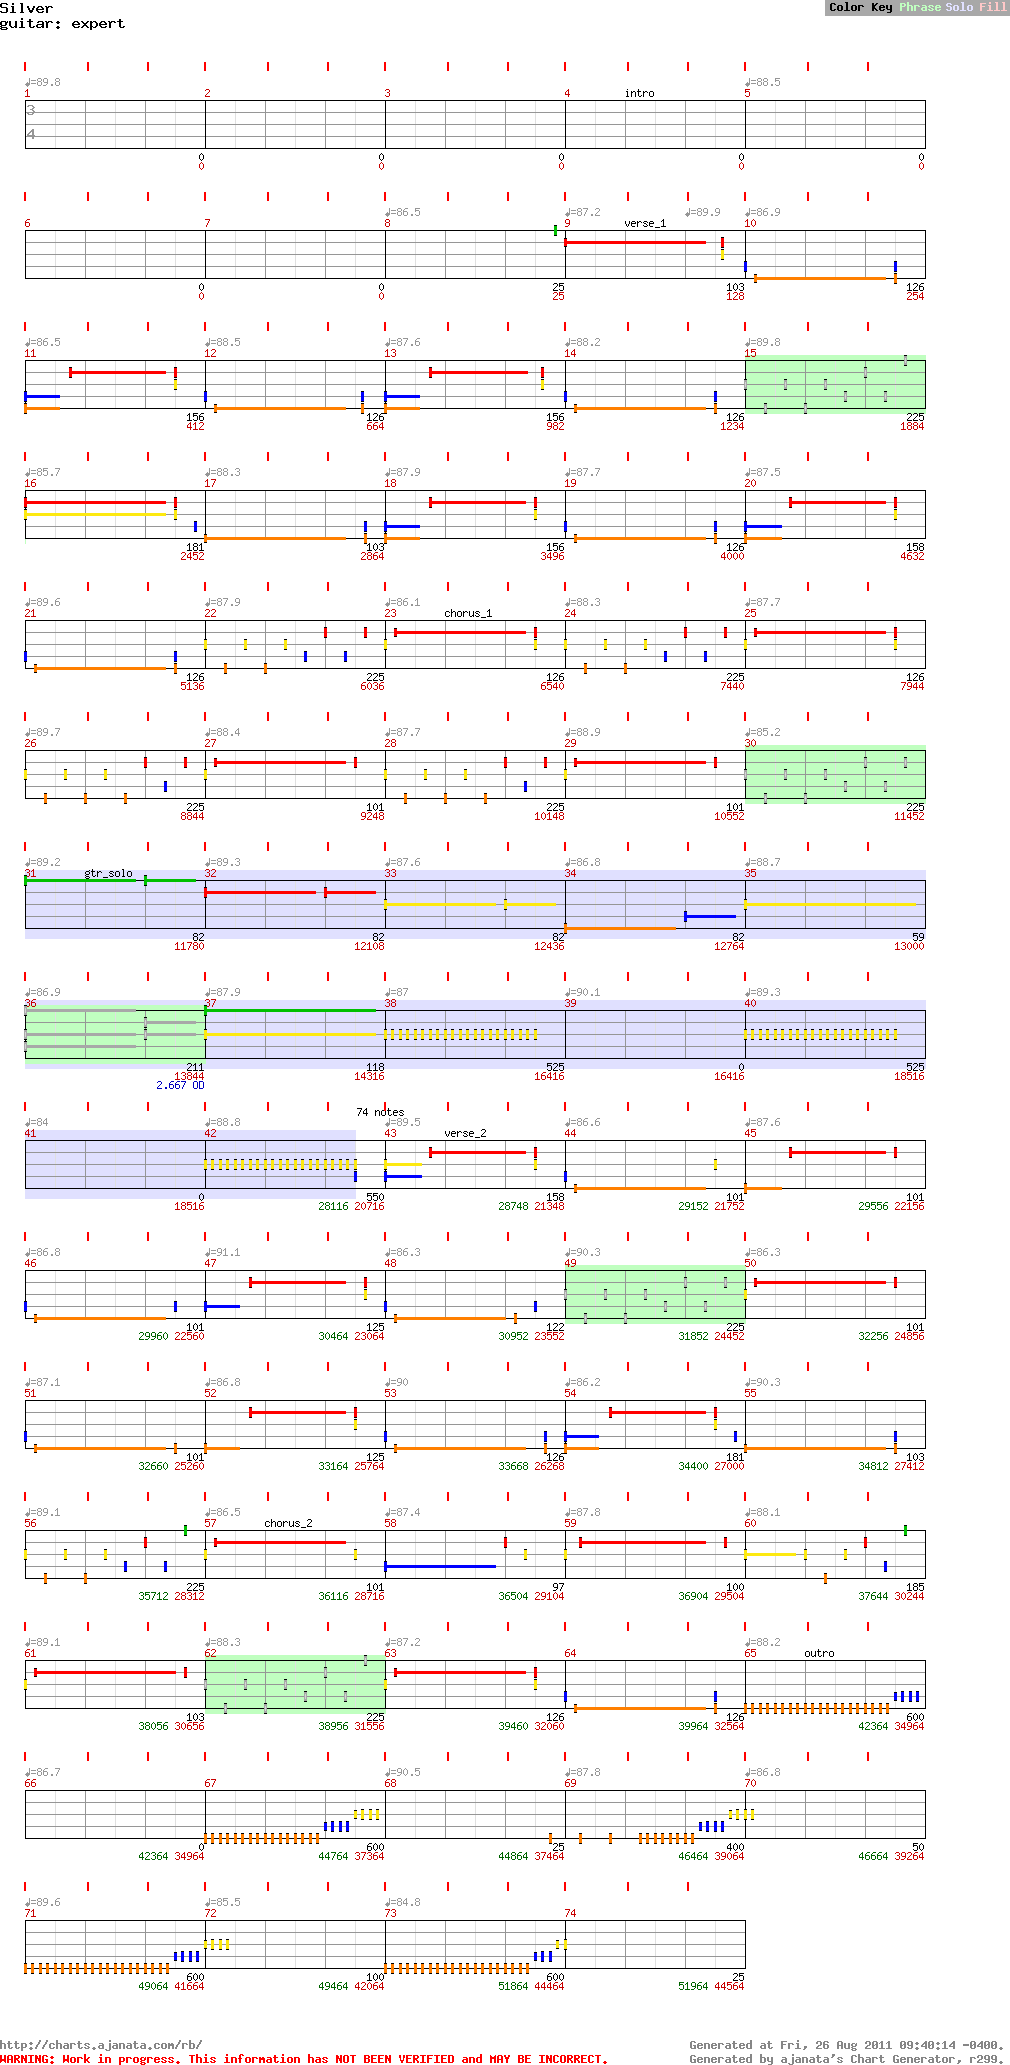 Silver
Color Key Phrase Solo Fill
guitar: expert
♩=89.8 ♩=88.5
1 2 3 4 intro 5
3
4
0 0 0 0 0
0 0 0 0 0
♩=86.5 ♩=87.2 ♩=89.9 ♩=86.9
6 7 8 9 verse_1 10
0 0 25 103 126
0 0 25 128 254
♩=86.5 ♩=88.5 ♩=87.6 ♩=88.2 ♩=89.8
11 12 13 14 15
156 126 156 126 225
412 664 982 1234 1884
♩=85.7 ♩=88.3 ♩=87.9 ♩=87.7 ♩=87.5
16 17 18 19 20
181 103 156 126 158
2452 2864 3496 4000 4632
♩=89.6 ♩=87.9 ♩=86.1 ♩=88.3 ♩=87.7
21 22 23 chorus_1 24 25
126 225 126 225 126
5136 6036 6540 7440 7944
♩=89.7 ♩=88.4 ♩=87.7 ♩=88.9 ♩=85.2
26 27 28 29 30
225 101 225 101 225
8844 9248 10148 10552 11452
♩=89.2 ♩=89.3 ♩=87.6 ♩=86.8 ♩=88.7
31 gtr_solo 32 33 34 35
82 82 82 82 59
11780 12108 12436 12764 13000
♩=86.9 ♩=87.9 ♩=87 ♩=90.1 ♩=89.3
36 37 38 39 40
211 118 525 0 525
13844 14316 16416 16416 18516
2.667 OD
74 notes
♩=84 ♩=88.8 ♩=89.5 ♩=86.6 ♩=87.6
41 42 43 verse_2 44 45
0 550 158 101 101
18516 28116 20716 28748 21348 29152 21752 29556 22156
♩=86.8 ♩=91.1 ♩=86.3 ♩=90.3 ♩=86.3
46 47 48 49 50
101 125 122 225 101
29960 22560 30464 23064 30952 23552 31852 24452 32256 24856
♩=87.1 ♩=86.8 ♩=90 ♩=86.2 ♩=90.3
51 52 53 54 55
101 125 126 181 103
32660 25260 33164 25764 33668 26268 34400 27000 34812 27412
♩=89.1 ♩=86.5 ♩=87.4 ♩=87.8 ♩=88.1
56 57 chorus_2 58 59 60
225 101 97 100 185
35712 28312 36116 28716 36504 29104 36904 29504 37644 30244
♩=89.1 ♩=88.3 ♩=87.2 ♩=88.2
61 62 63 64 65 outro
103 225 126 126 600
38056 30656 38956 31556 39460 32060 39964 32564 42364 34964
♩=86.7 ♩=90.5 ♩=87.8 ♩=86.8
66 67 68 69 70
0 600 25 400 50
42364 34964 44764 37364 44864 37464 46464 39064 46664 39264
♩=89.6 ♩=85.5 ♩=84.8
71 72 73 74
600 100 600 25
49064 41664 49464 42064 51864 44464 51964 44564
http://charts.ajanata.com/rb/
Generated at Fri, 26 Aug 2011 09:40:14 -0400.
WARNING: Work in progress. This information has NOT BEEN VERIFIED and MAY BE INCORRECT.
Generated by ajanata's Chart Generator, r299.